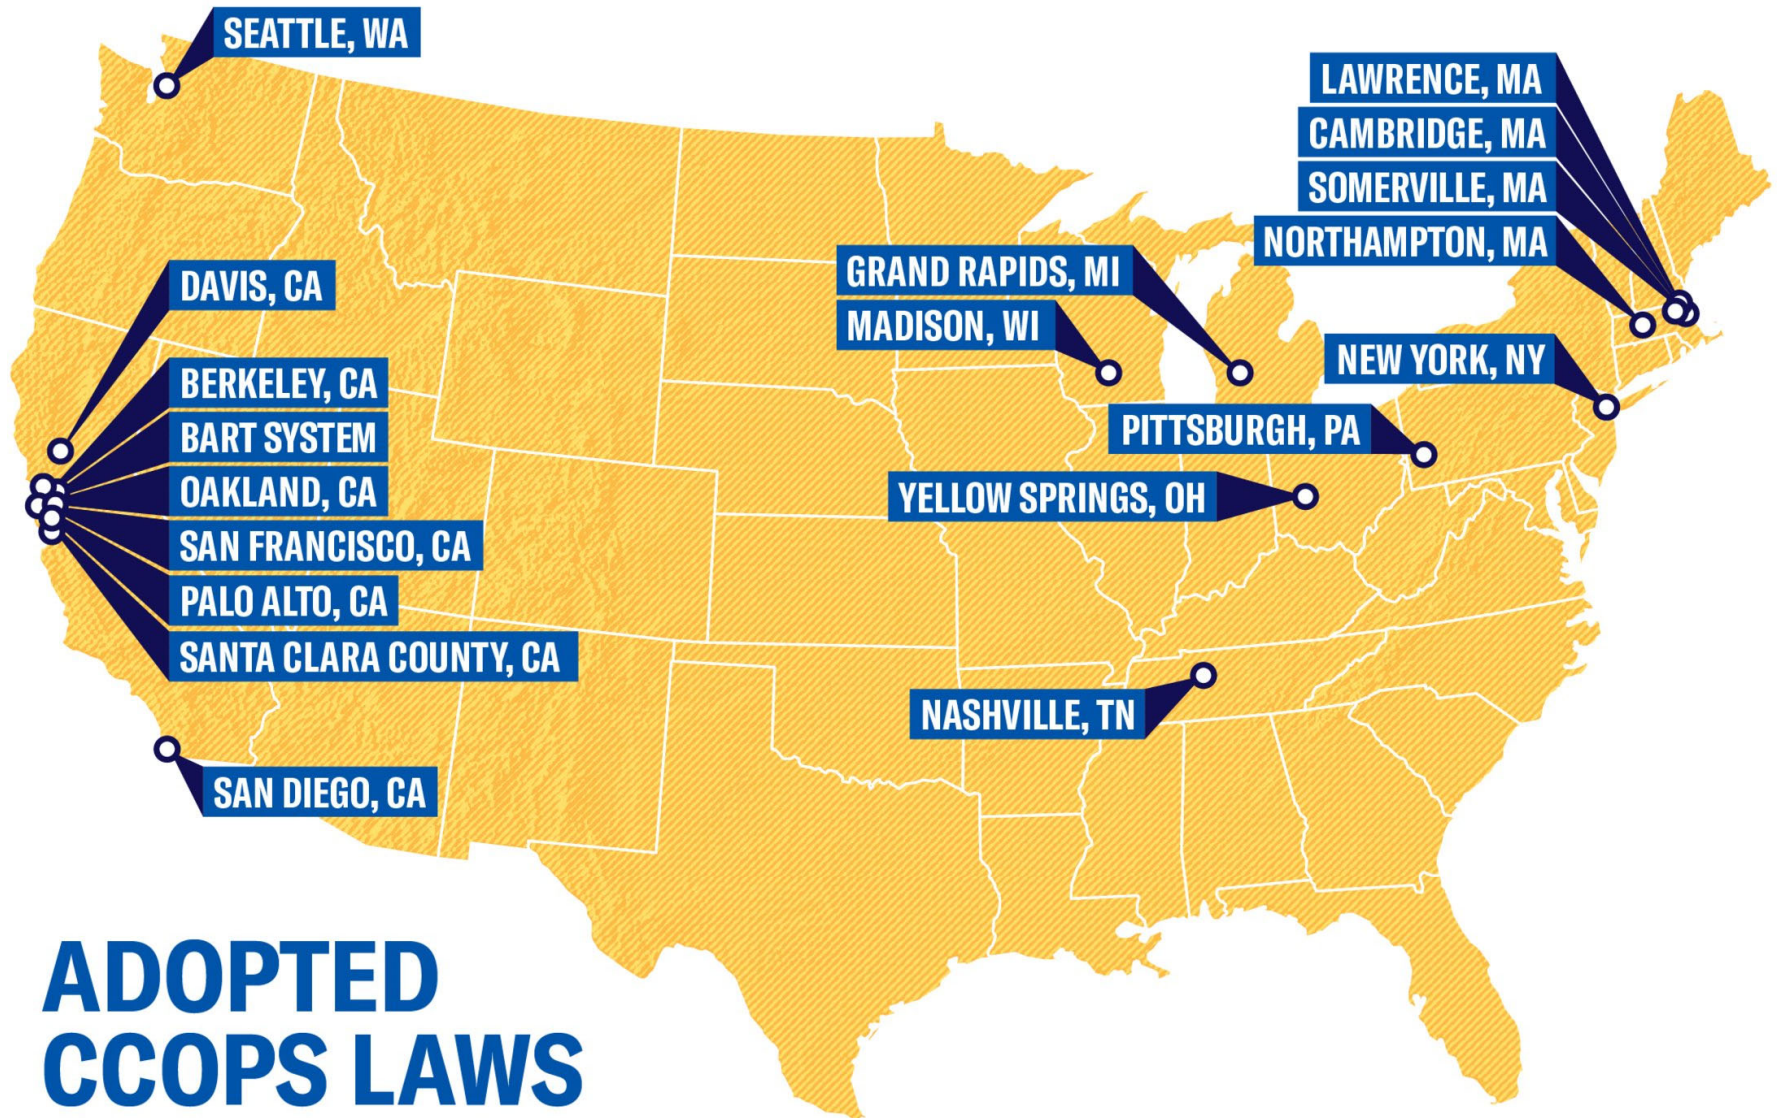 SEATTLE, WA
LAWRENCE, MA
CAMBRIDGE, MA
SOMERVILLE, MA
NORTHAMPTON, MA
DAVIS, CA
GRAND RAPIDS, MI
MADISON, WI
NEW YORK, NY
BERKELEY, CA
BART SYSTEM
OAKLAND, CA
SAN FRANCISCO, CA
PALO ALTO, CA
SANTA CLARA COUNTY, CA
PITTSBURGH, PA
YELLOW SPRINGS, OH
NASHVILLE, TN
SAN DIEGO, CA
ADOPTED
CCOPS LAWS